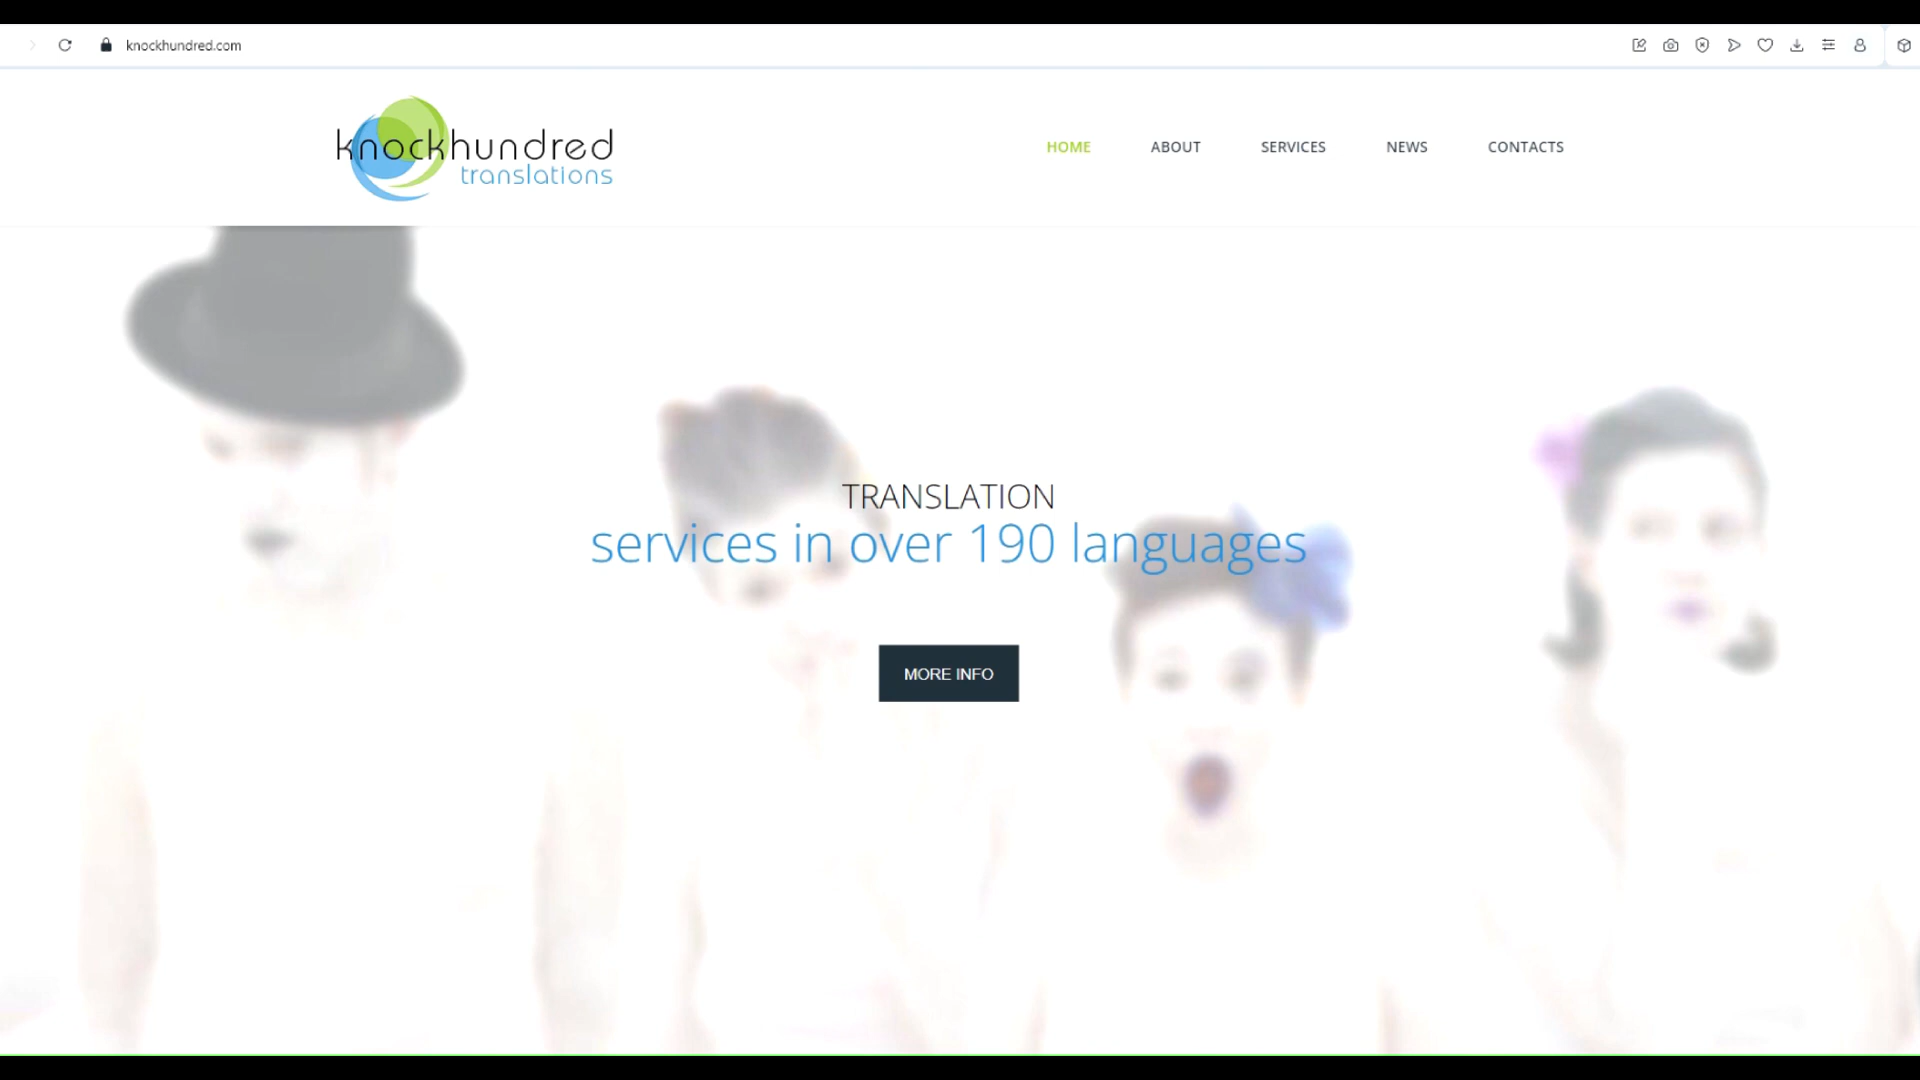 knockhundred.com
knockhundred
translations
HOME ABOUT SERVICES NEWS CONTACTS
TRANSLATION
services in over 190 languages
MORE INFO